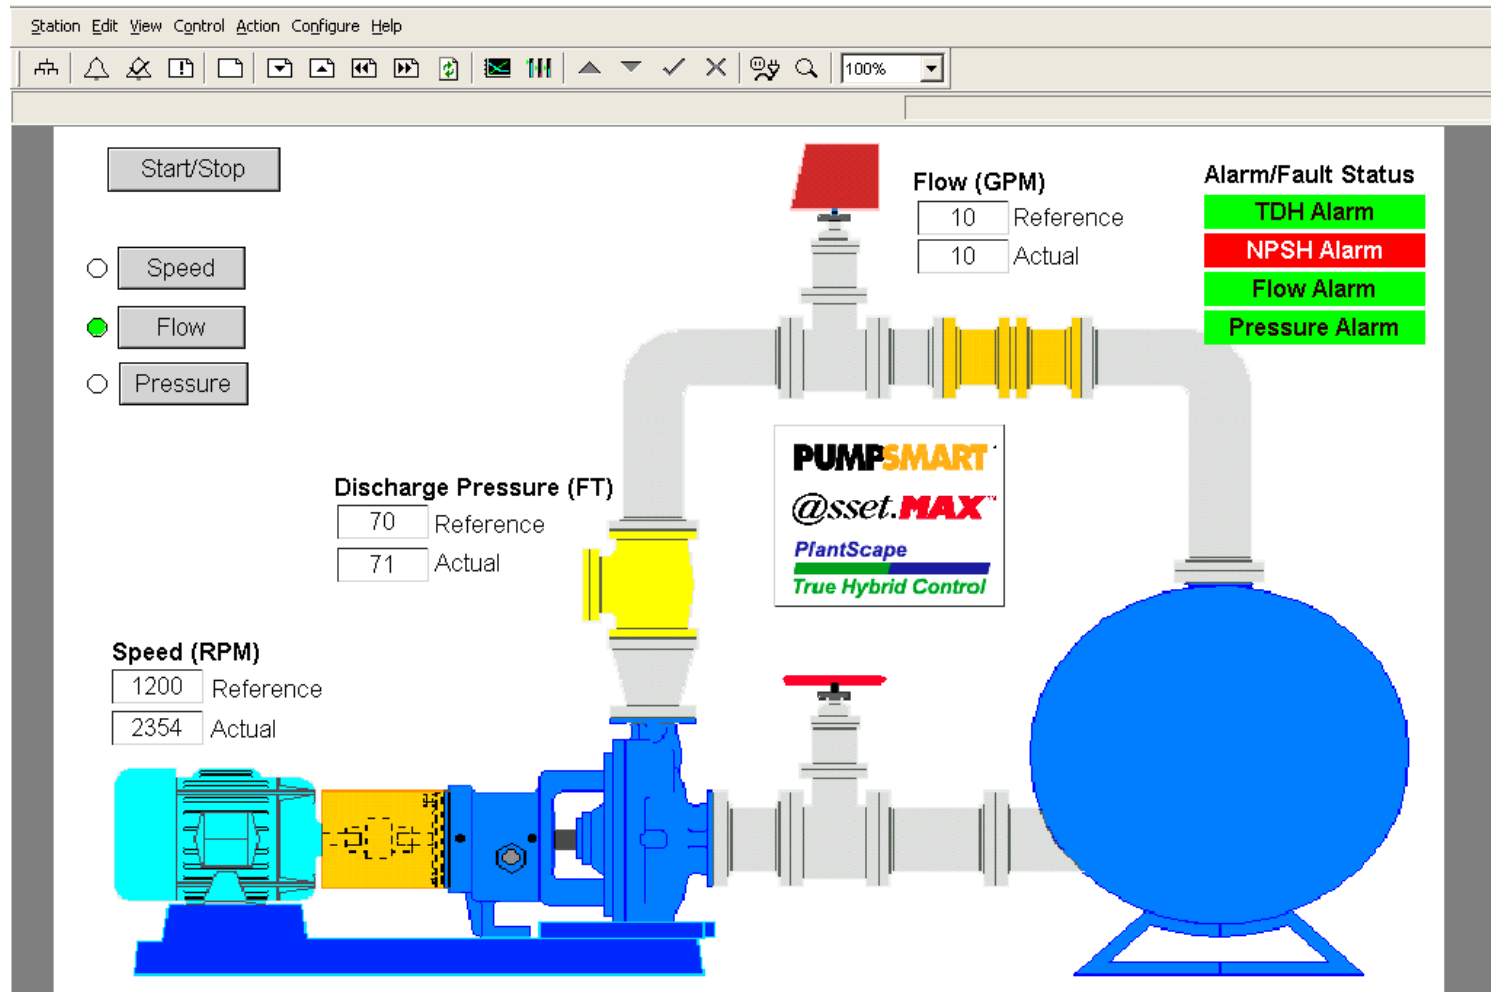 Station Edit View Control Action Configure Help
100%
Start/Stop
Speed
Flow
Pressure
Flow (GPM)
10 Reference
10 Actual
Alarm/Fault Status
TDH Alarm
NPSH Alarm
Flow Alarm
Pressure Alarm
PUMPSMART
@sset.MAX™
PlantScape
True Hybrid Control
Discharge Pressure (FT)
70 Reference
71 Actual
Speed (RPM)
1200 Reference
2354 Actual